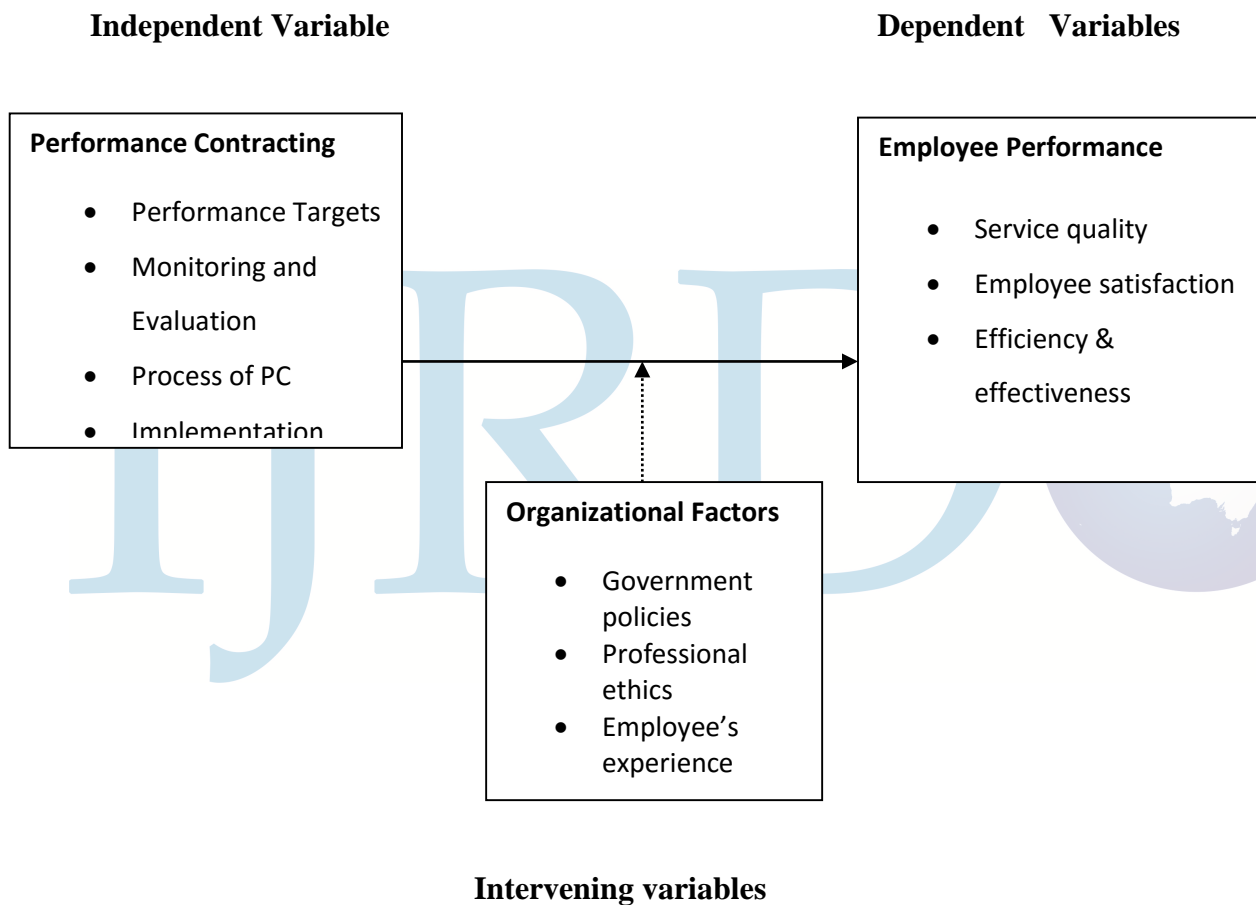 Independent Variable
Dependent Variables
Performance Contracting
• Performance Targets
• Monitoring and
Evaluation
• Process of PC
• Implementation
Employee Performance
• Service quality
• Employee satisfaction
• Efficiency &
effectiveness
Organizational Factors
• Government
policies
• Professional
ethics
• Employee’s
experience
Intervening variables
IJRDO